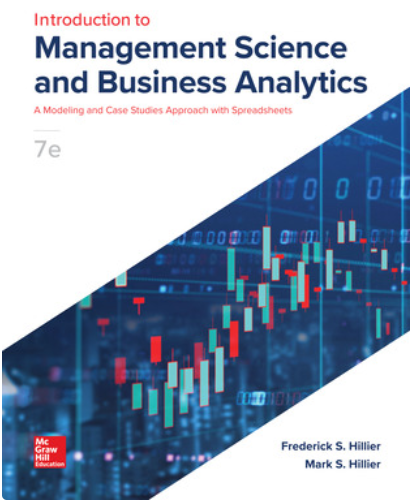 Introduction to
Management Science
and Business Analytics
A Modeling and Case Studies Approach with Spreadsheets
7e
Mc
Graw
Hill
Education
Frederick S. Hillier
Mark S. Hillier